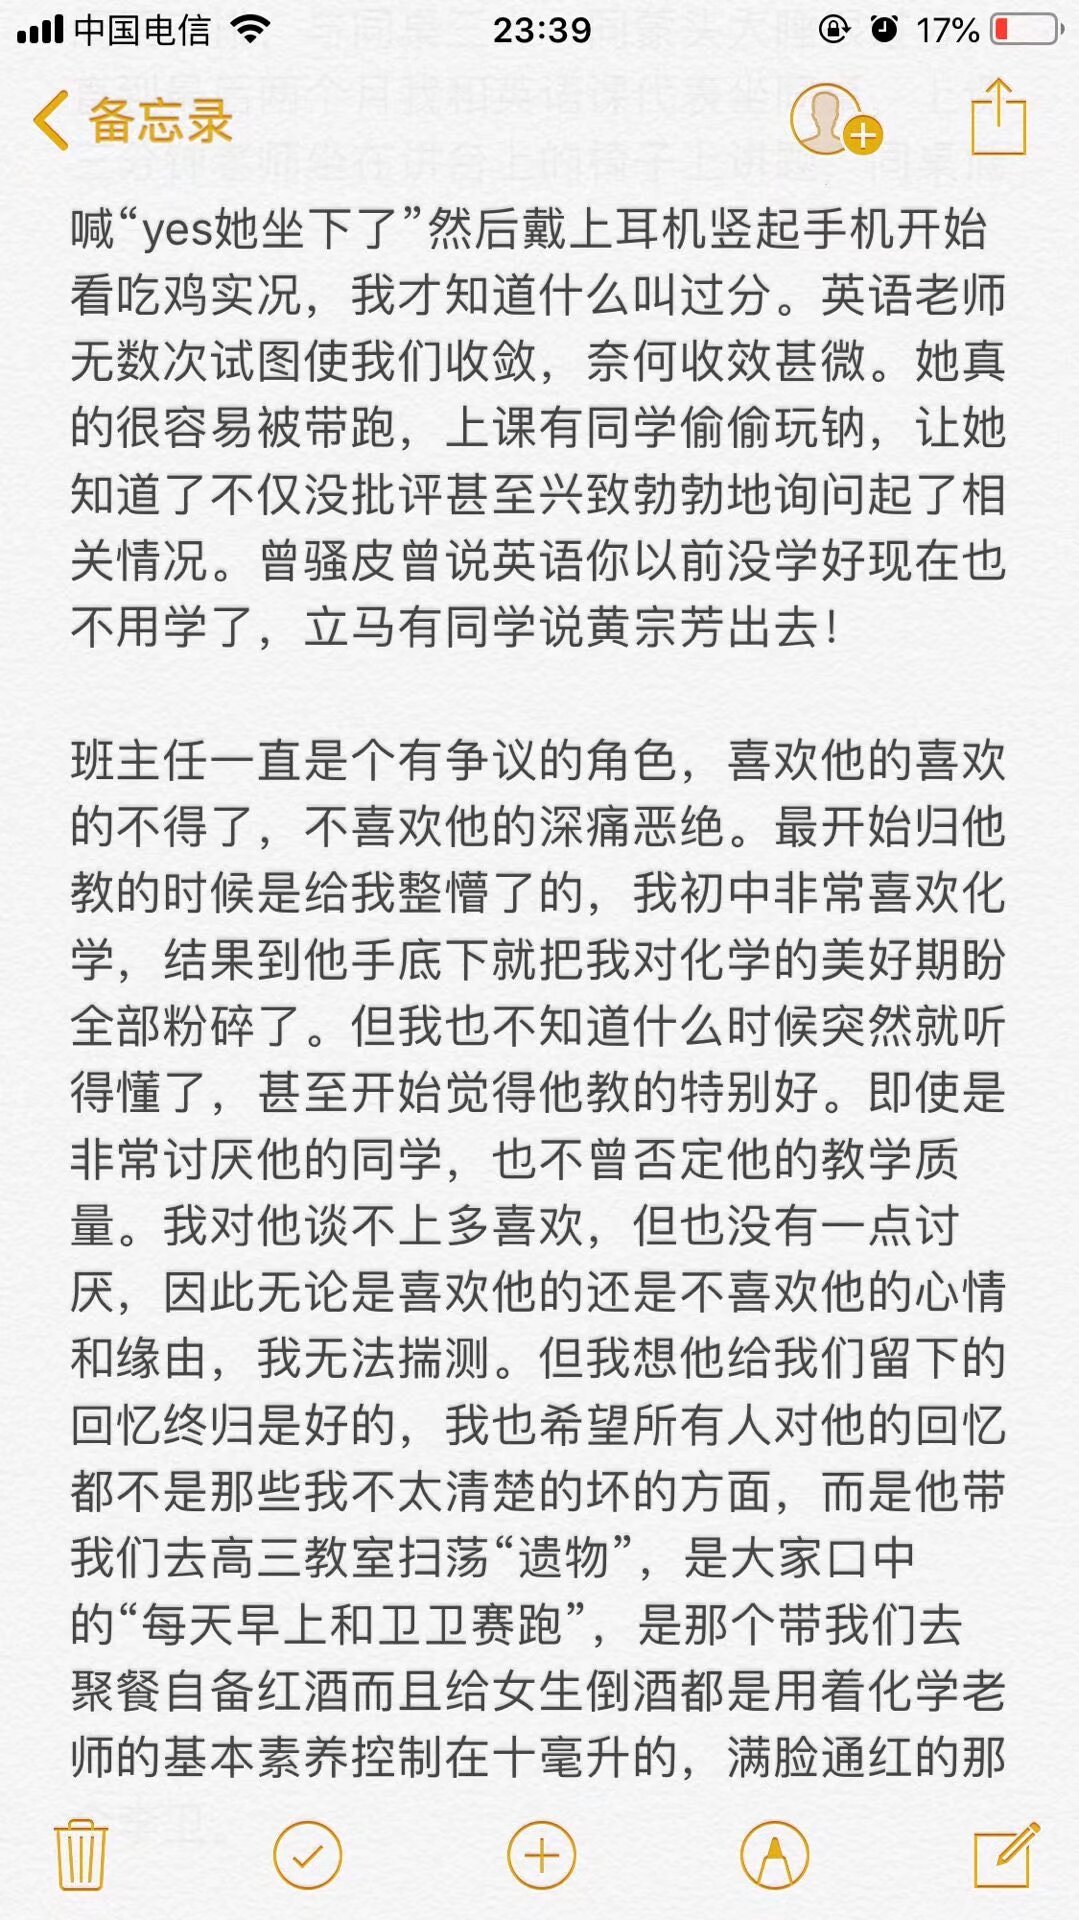 中国电信
23:39
17%
备忘录
喊“yes她坐下了”然后戴上耳机竖起手机开始
看吃鸡实况，我才知道什么叫过分。英语老师
无数次试图使我们收敛，奈何收效甚微。她真
的很容易被带跑，上课有同学偷偷玩钠，让她
知道了不仅没批评甚至兴致勃勃地询问起了相
关情况。曾骚皮曾说英语你以前没学好现在也
不用学了，立马有同学说黄宗芳出去！
班主任一直是个有争议的角色，喜欢他的喜欢
的不得了，不喜欢他的深痛恶绝。最开始归他
教的时候是给我整懵了的，我初中非常喜欢化
学，结果到他手底下就把我对化学的美好期盼
全部粉碎了。但我也不知道什么时候突然就听
得懂了，甚至开始觉得他教的特别好。即使是
非常讨厌他的同学，也不曾否定他的教学质
量。我对他谈不上多喜欢，但也没有一点讨
厌，因此无论是喜欢他的还是不喜欢他的心情
和缘由，我无法揣测。但我想他给我们留下的
回忆终归是好的，我也希望所有人对他的回忆
都不是那些我不太清楚的坏的方面，而是他带
我们去高三教室扫荡“遗物”，是大家口中
的“每天早上和卫卫赛跑”，是那个带我们去
聚餐自备红酒而且给女生倒酒都是用着化学老
师的基本素养控制在十毫升的，满脸通红的那